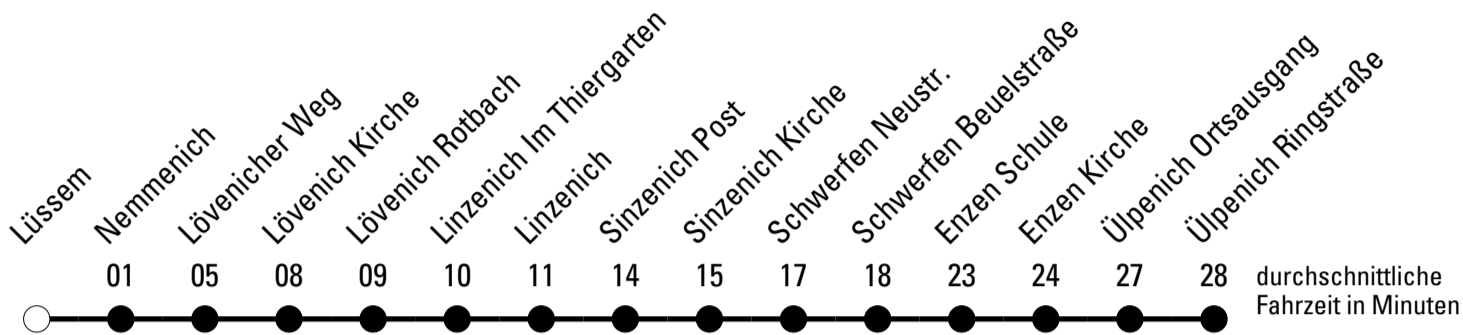 Lüssem
Nemmenich
Lövenicher Weg
Lövenich Kirche
Lövenich Rotbach
Linzenich Im Thiergarten
Linzenich
Sinzenich Post
Sinzenich Kirche
Schwerfen Neustr.
Schwerfen Beuelstraße
Enzen Schule
Enzen Kirche
Ülpenich Ortsausgang
Ülpenich Ringstraße
01 05 08 09 10 11 14 15 17 18 23 24 27 28
durchschnittliche
Fahrzeit in Minuten